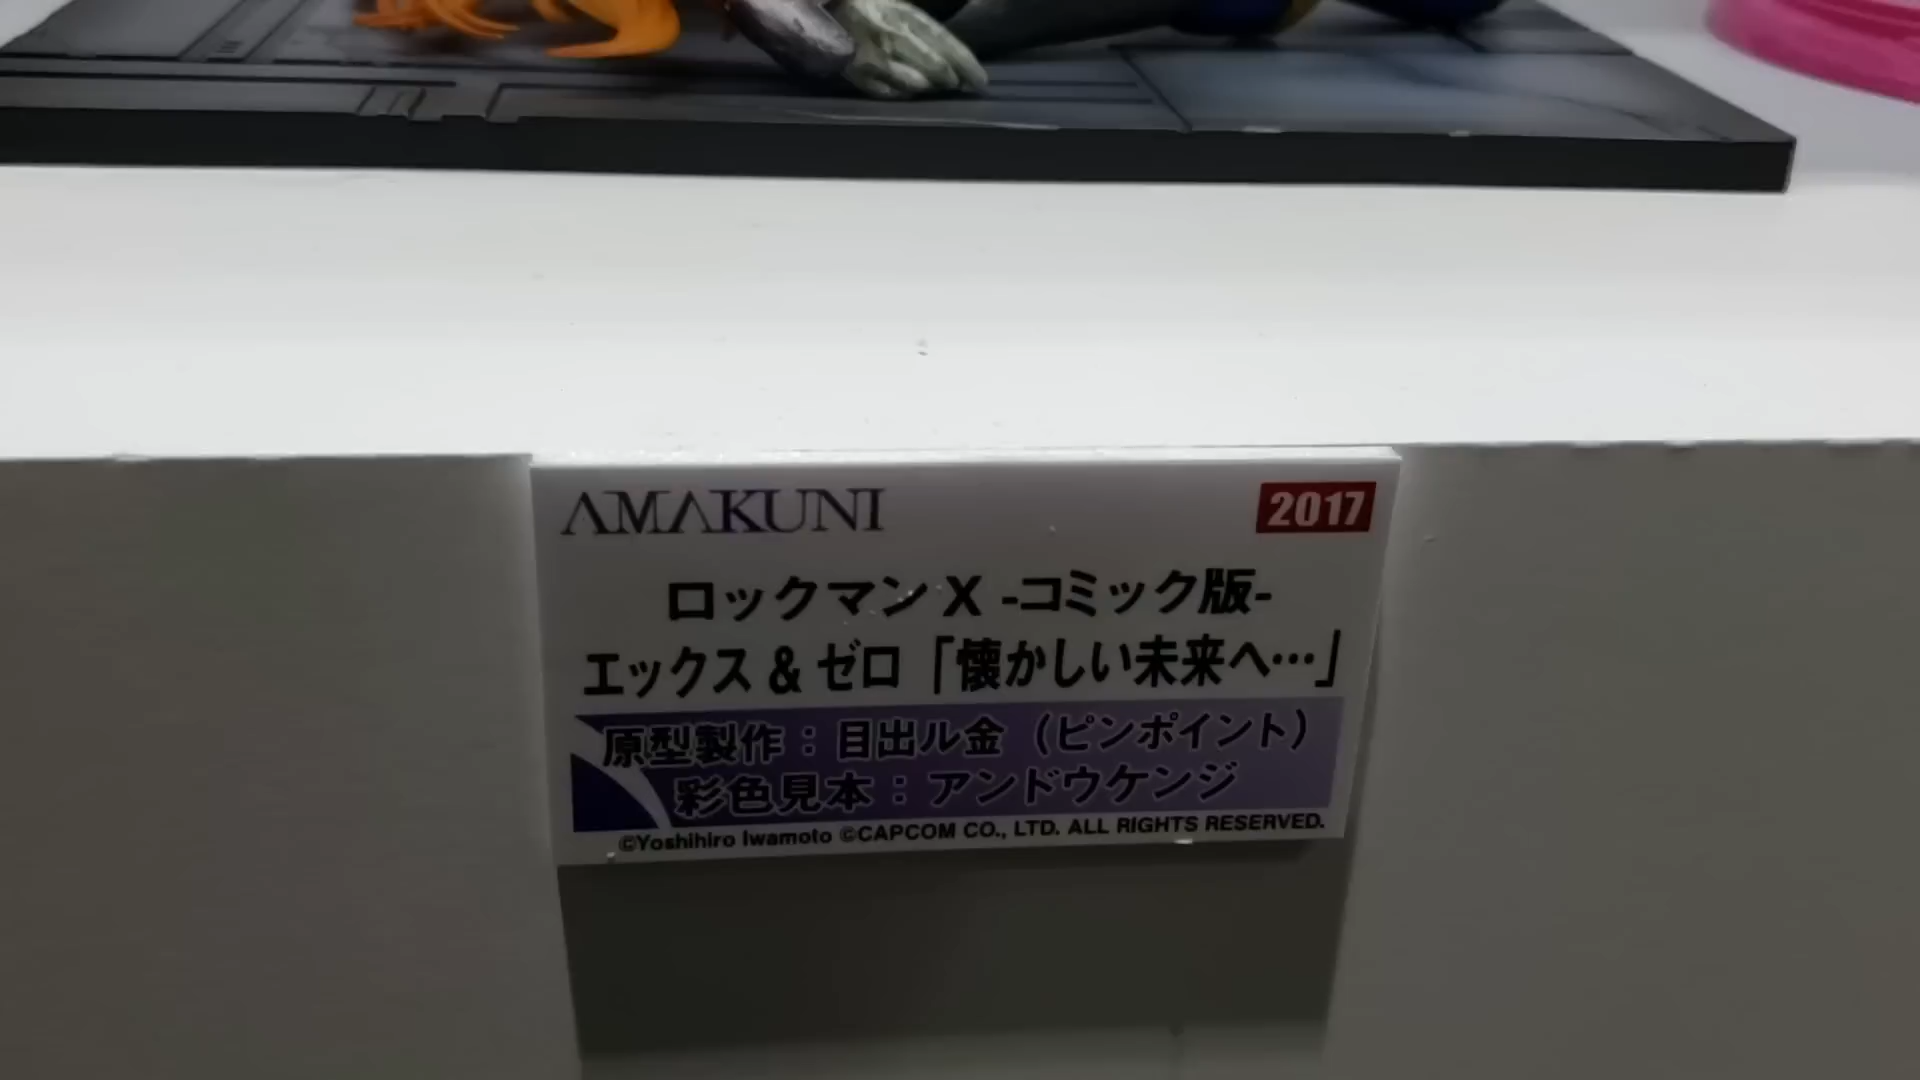 AMAKUNI
2017
ロックマンX -コミック版-
エックス & ゼロ「懐かしい未来へ…」
原型製作：目出ル金（ピンポイント）
彩色見本：アンドウケンジ
©Yoshihiro Iwamoto ©CAPCOM CO., LTD. ALL RIGHTS RESERVED.